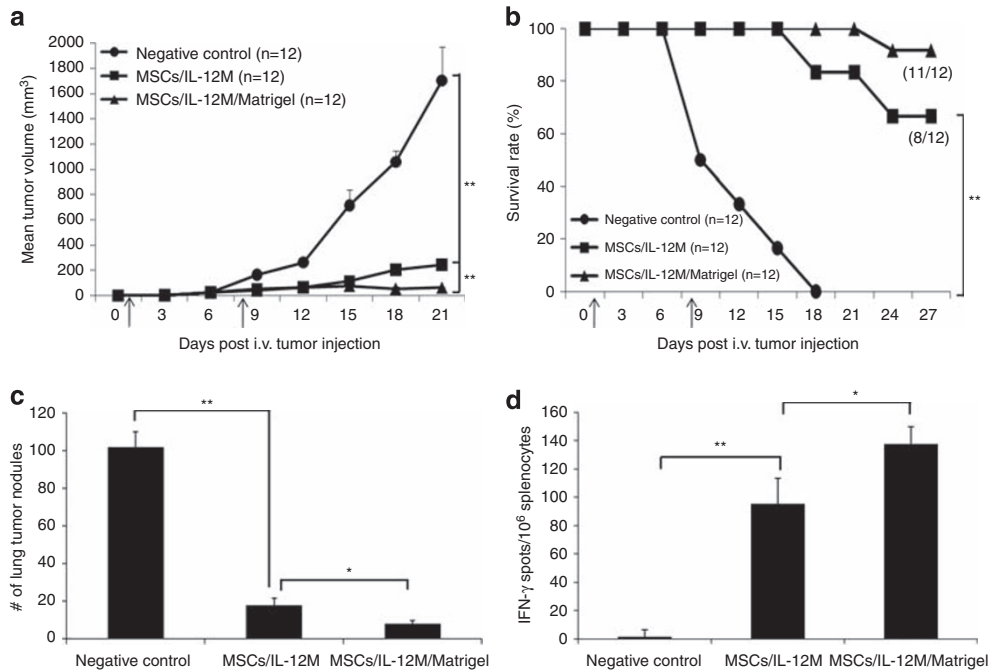 a
2000
1800
1600
1400
1200
1000
800
600
400
200
0
Mean tumor volume (mm³)
Negative control (n=12)
MSCs/IL-12M (n=12)
MSCs/IL-12M/Matrigel (n=12)
**
**
0 3 6 9 12 15 18 21
Days post i.v. tumor injection
b
100
80
60
40
20
0
Survival rate (%)
(11/12)
(8/12)
**
Negative control (n=12)
MSCs/IL-12M (n=12)
MSCs/IL-12M/Matrigel (n=12)
0 3 6 9 12 15 18 21 24 27
Days post i.v. tumor injection
c
120
100
80
60
40
20
0
# of lung tumor nodules
**
*
Negative control MSCs/IL-12M MSCs/IL-12M/Matrigel
d
160
140
120
100
80
60
40
20
0
IFN-γ spots/10⁶ splenocytes
**
*
Negative control MSCs/IL-12M MSCs/IL-12M/Matrigel